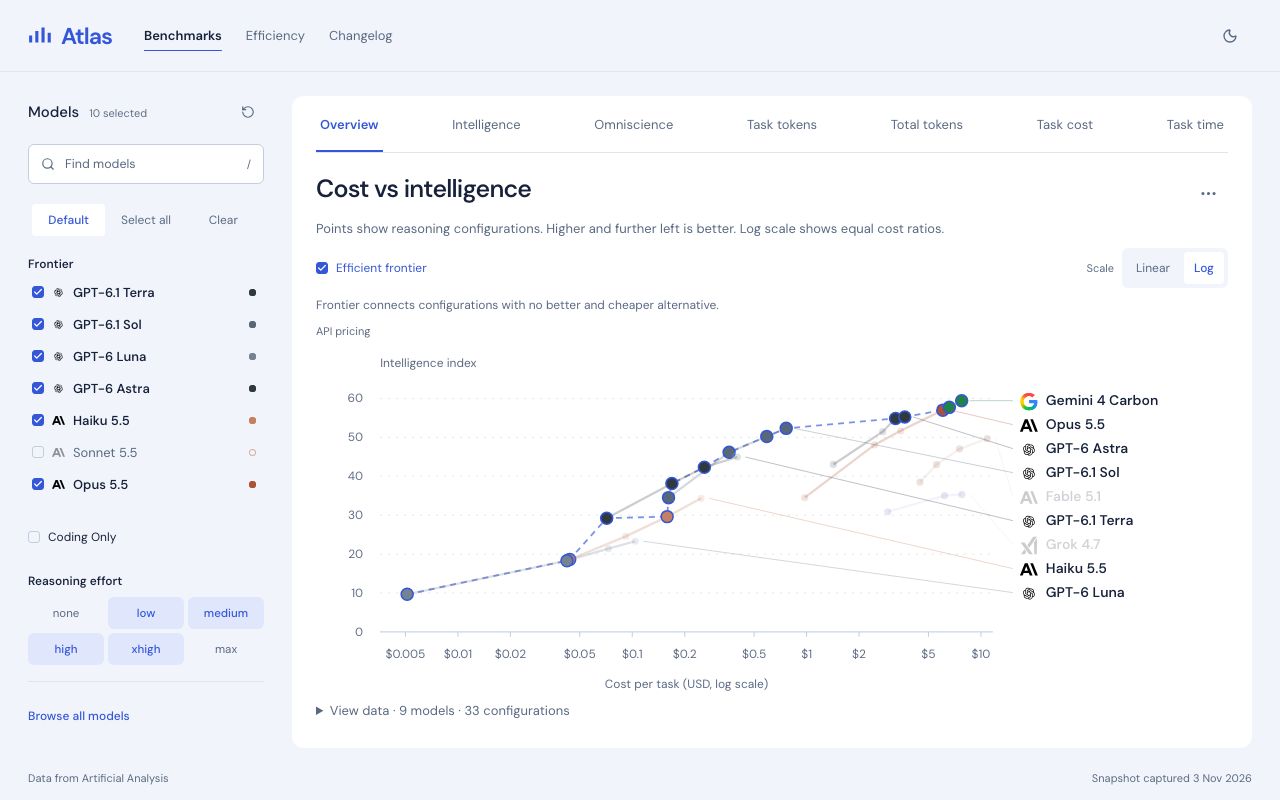 Atlas
Benchmarks Efficiency Changelog
Models 10 selected
Find models /
Default Select all Clear
Frontier
GPT-6.1 Terra
GPT-6.1 Sol
GPT-6 Luna
GPT-6 Astra
Haiku 5.5
Sonnet 5.5
Opus 5.5
Coding Only
Reasoning effort
none low medium
high xhigh max
Browse all models
Overview Intelligence Omniscience Task tokens Total tokens Task cost Task time
Cost vs intelligence
Points show reasoning configurations. Higher and further left is better. Log scale shows equal cost ratios.
Efficient frontier
Scale Linear Log
Frontier connects configurations with no better and cheaper alternative.
API pricing
Intelligence index
60
50
40
30
20
10
0
$0.005 $0.01 $0.02 $0.05 $0.1 $0.2 $0.5 $1 $2 $5 $10
Cost per task (USD, log scale)
Gemini 4 Carbon
Opus 5.5
GPT-6 Astra
GPT-6.1 Sol
Fable 5.1
GPT-6.1 Terra
Grok 4.7
Haiku 5.5
GPT-6 Luna
View data · 9 models · 33 configurations
Data from Artificial Analysis
Snapshot captured 3 Nov 2026